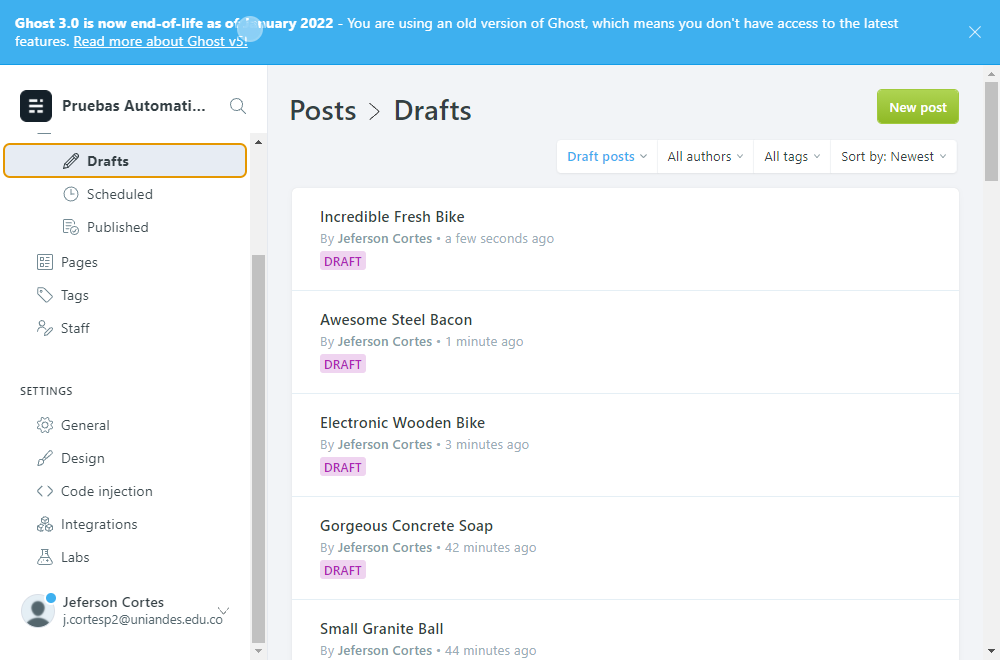 Ghost 3.0 is now end-of-life as of January 2022 - You are using an old version of Ghost, which means you don't have access to the latest
features. Read more about Ghost v5!
Pruebas Automati...
Drafts
Scheduled
Published
Pages
Tags
Staff
SETTINGS
General
Design
Code injection
Integrations
Labs
Jeferson Cortes
j.cortesp2@uniandes.edu.co
Posts > Drafts
New post
Draft posts
All authors
All tags
Sort by: Newest
Incredible Fresh Bike
By Jeferson Cortes • a few seconds ago
DRAFT
Awesome Steel Bacon
By Jeferson Cortes • 1 minute ago
DRAFT
Electronic Wooden Bike
By Jeferson Cortes • 3 minutes ago
DRAFT
Gorgeous Concrete Soap
By Jeferson Cortes • 42 minutes ago
DRAFT
Small Granite Ball
By Jeferson Cortes • 44 minutes ago